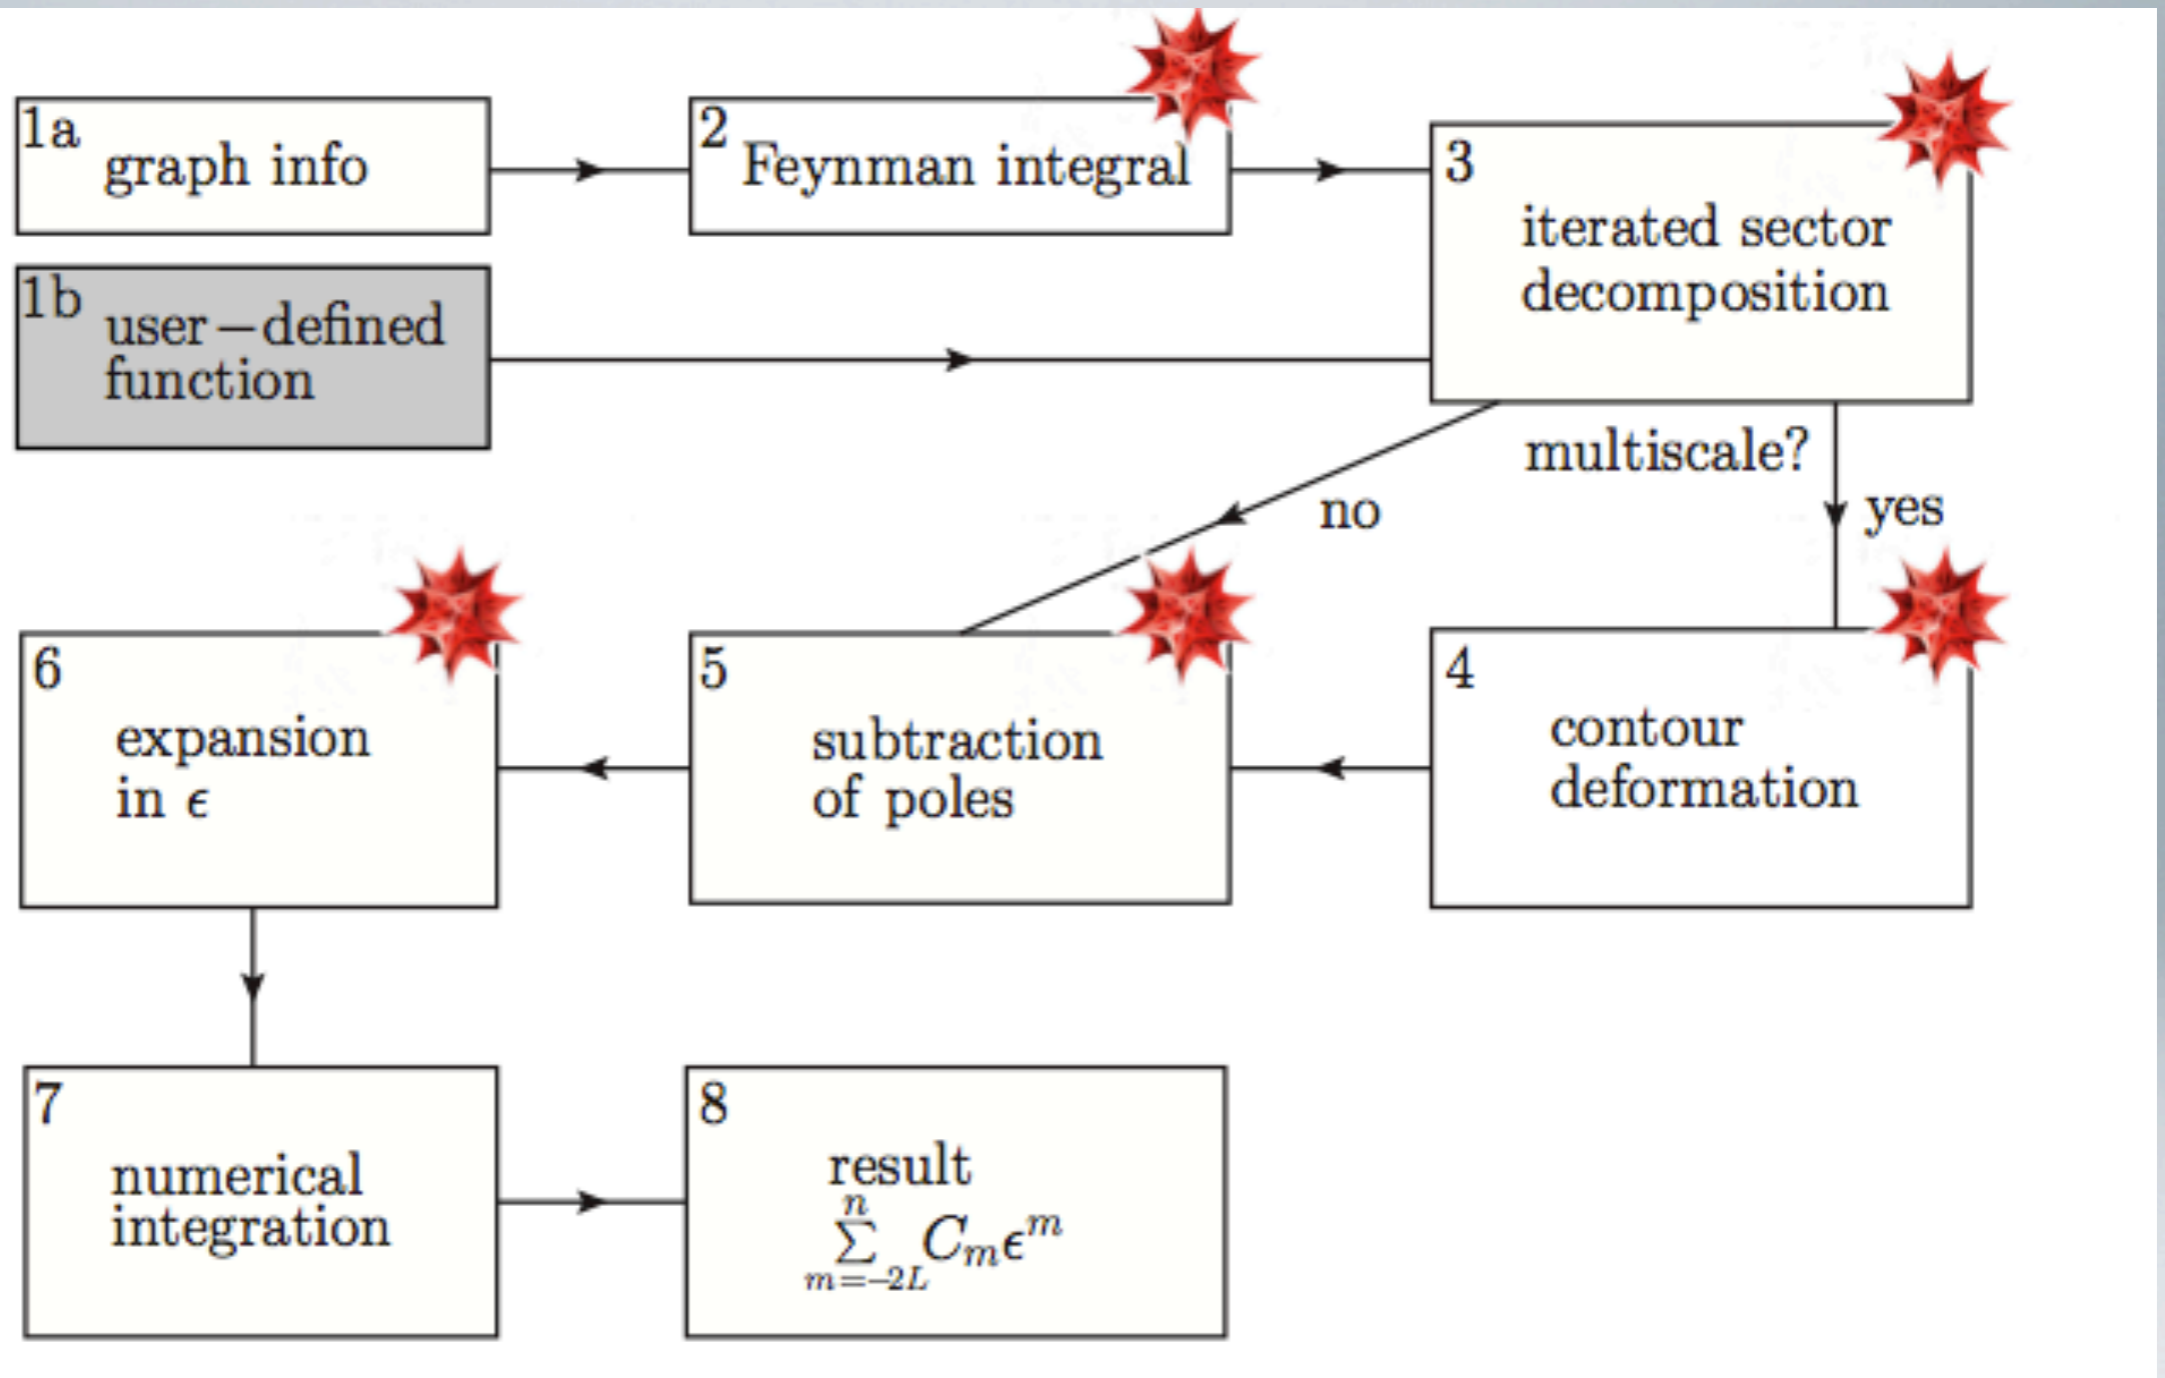 1a
graph info
2
Feynman integral
3
iterated sector
decomposition
1b
user–defined
function
multiscale?
no
yes
6
expansion
in ϵ
5
subtraction
of poles
4
contour
deformation
7
numerical
integration
8
result
n
∑ Cₘϵᵐ
m=–2L